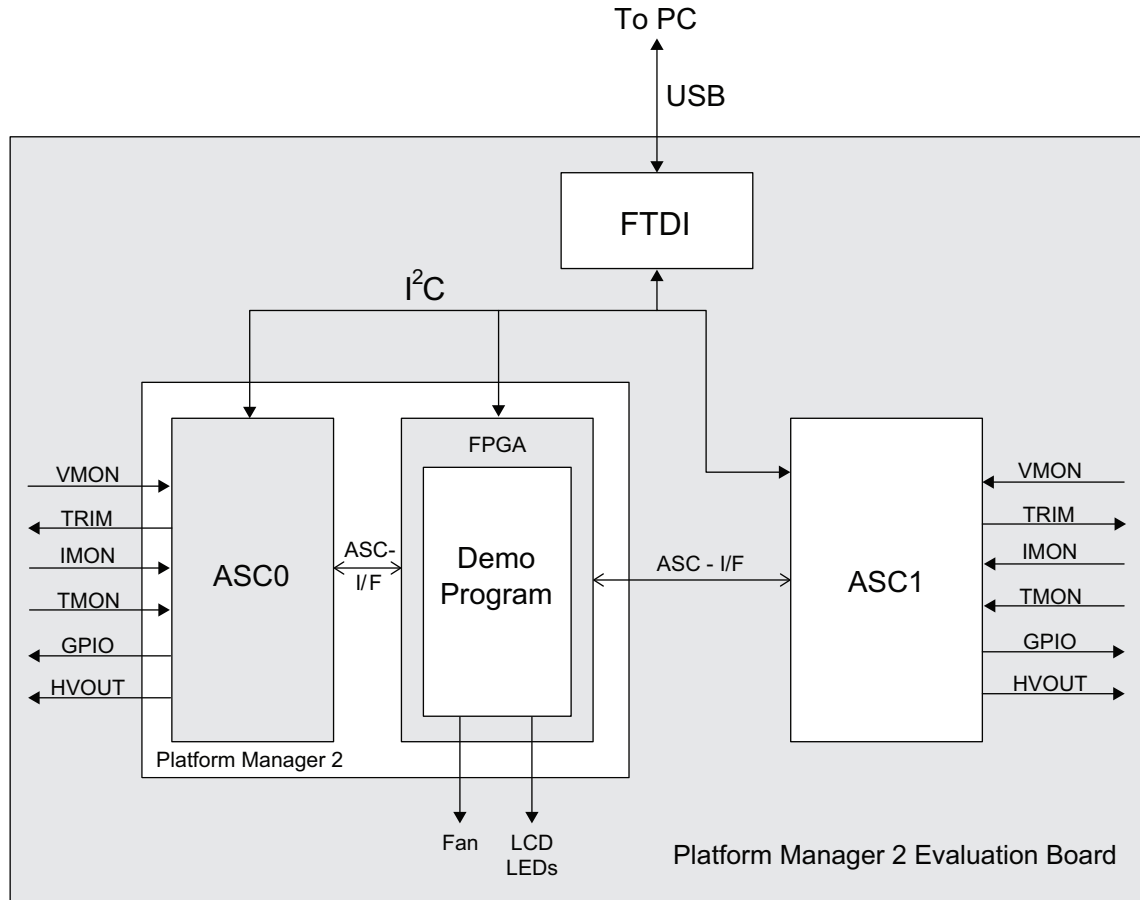 To PC
USB
FTDI
I²C
FPGA
VMON
TRIM
IMON
TMON
GPIO
HVOUT
ASC0
ASC-
I/F
Demo
Program
ASC - I/F
ASC1
VMON
TRIM
IMON
TMON
GPIO
HVOUT
Platform Manager 2
Fan
LCD
LEDs
Platform Manager 2 Evaluation Board